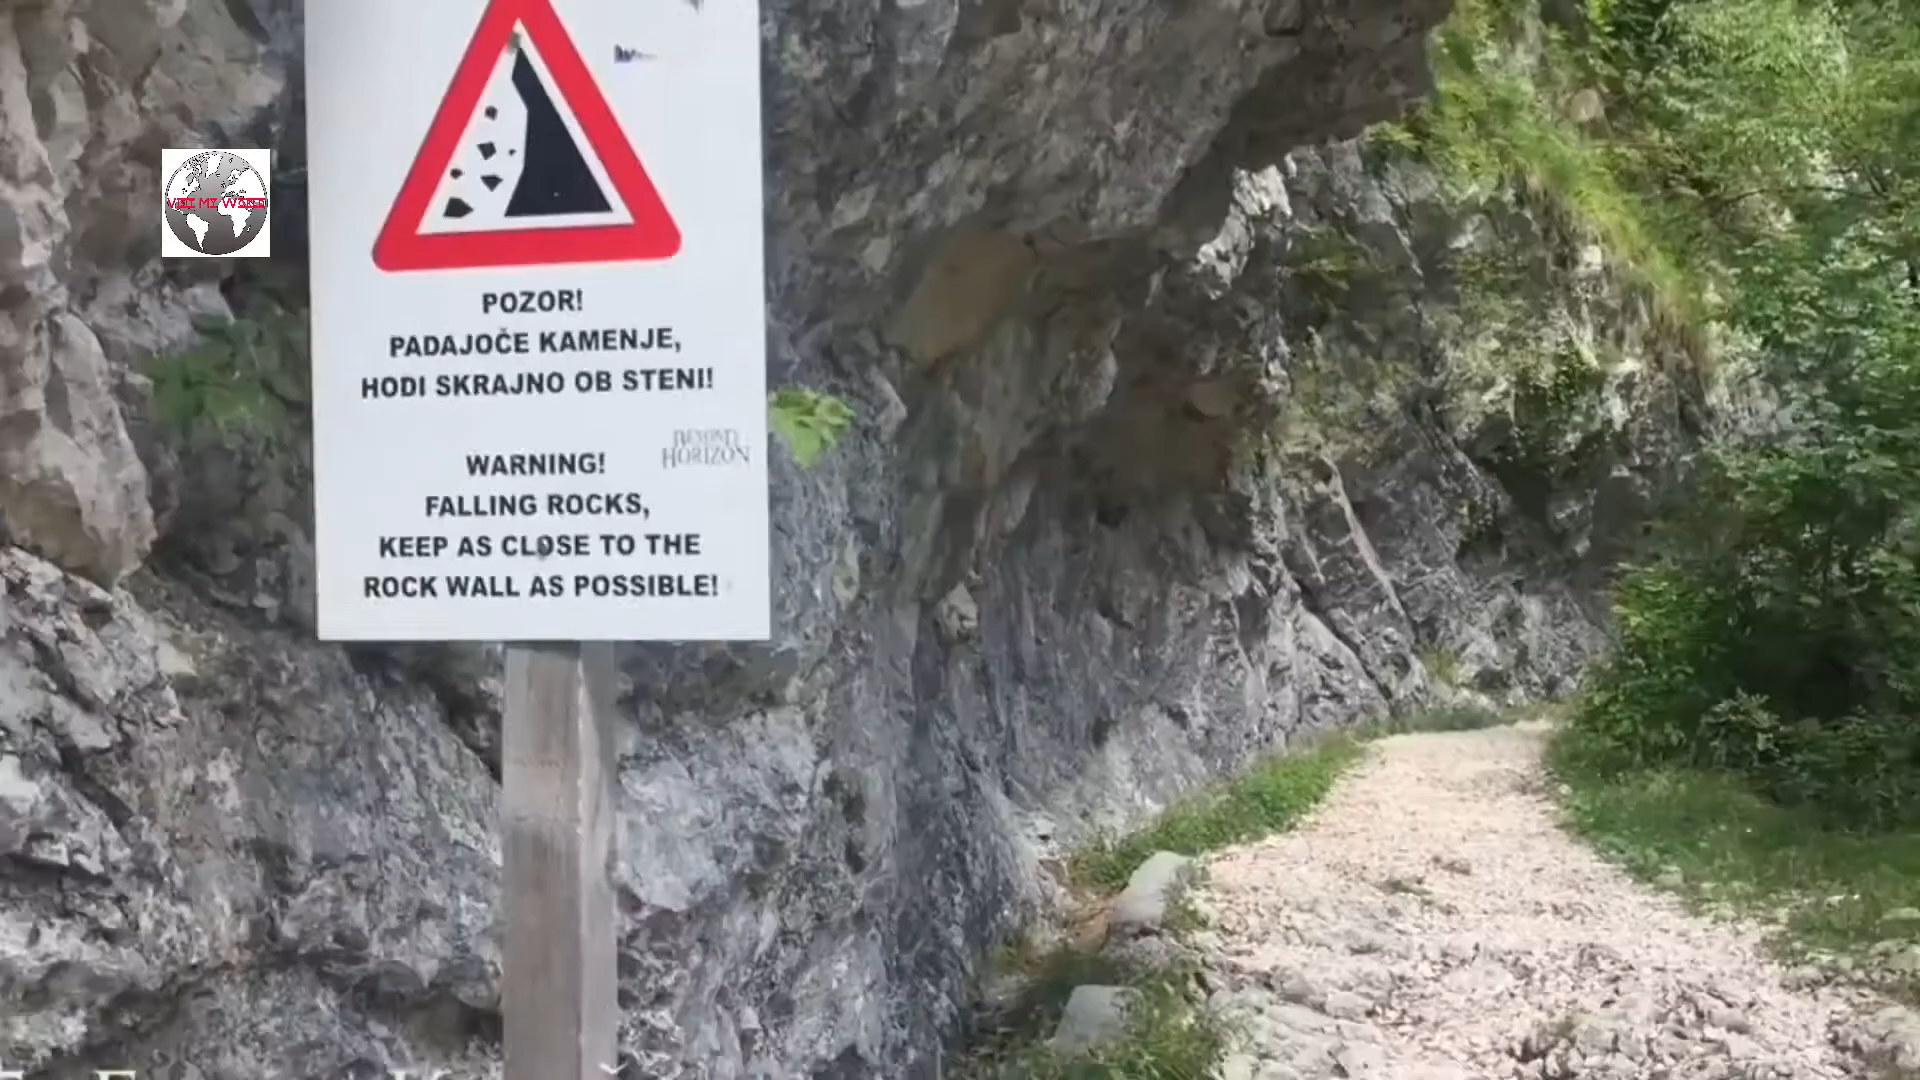 POZOR!
PADAJOČE KAMENJE,
HODI SKRAJNO OB STENI!
WARNING!
BEYOND
HORIZON
FALLING ROCKS,
KEEP AS CLOSE TO THE
ROCK WALL AS POSSIBLE!